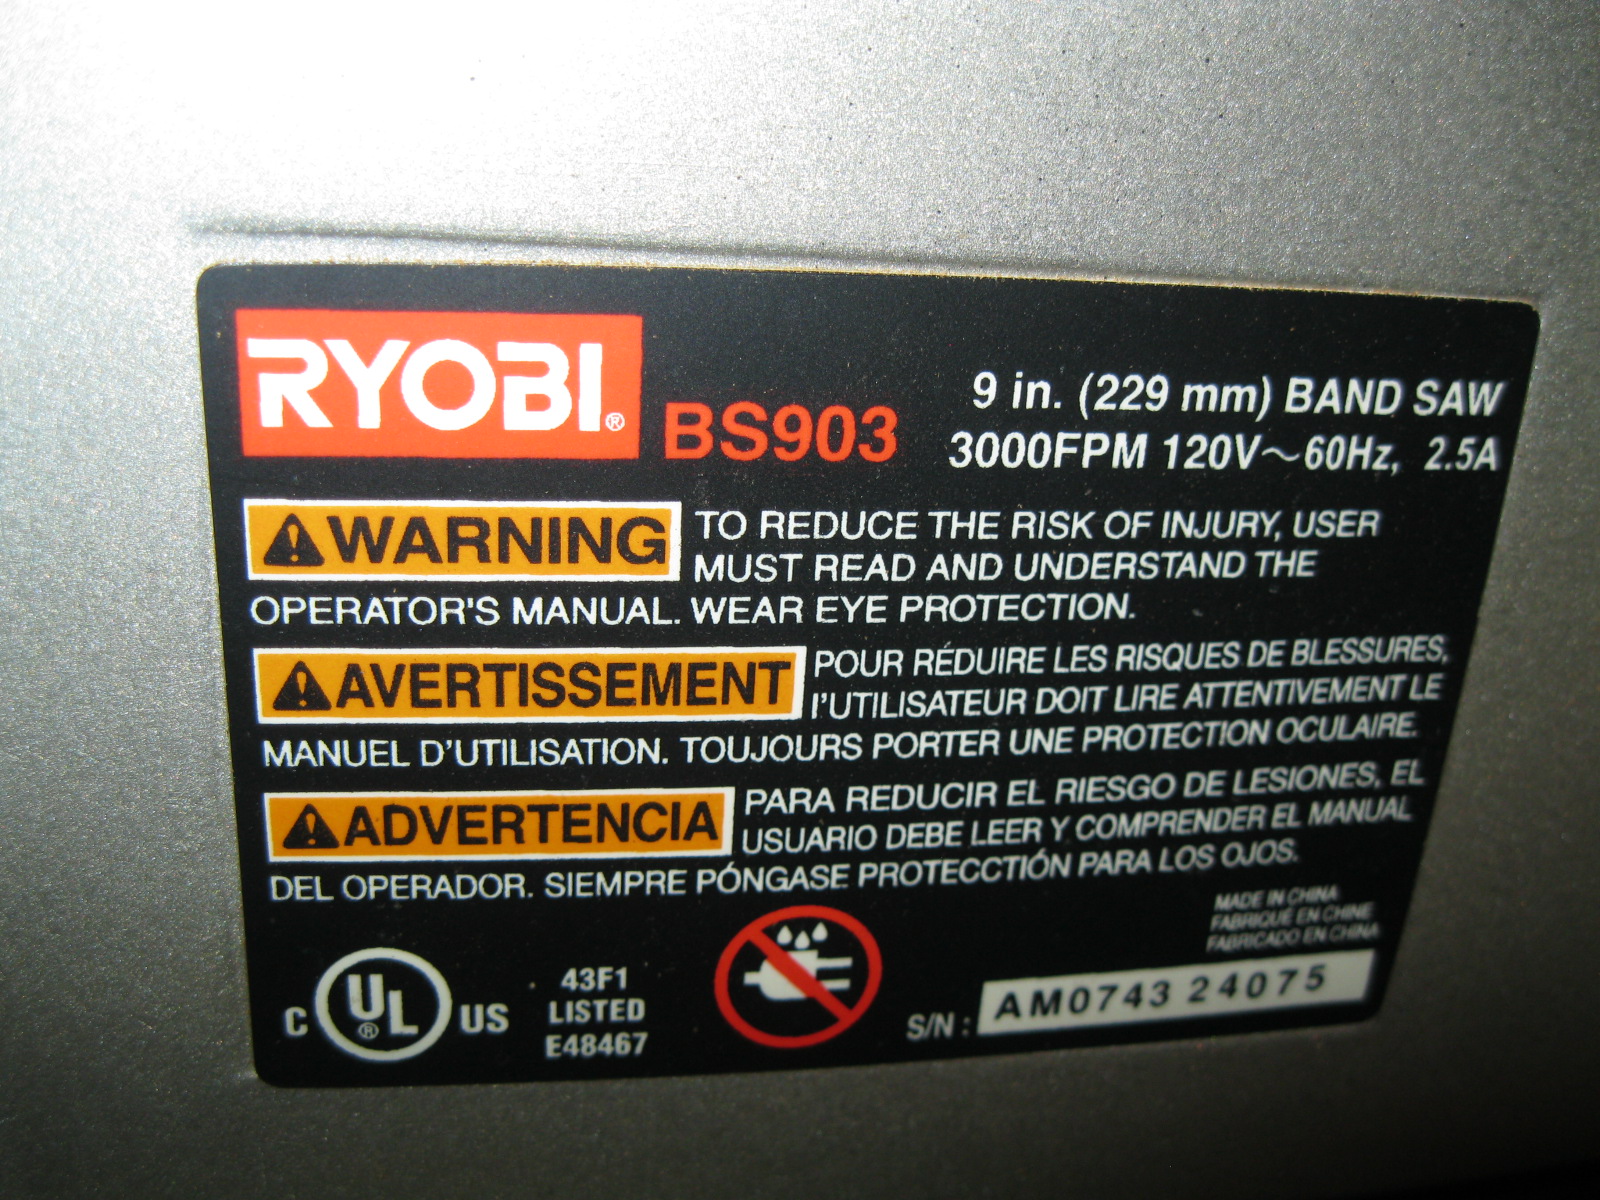 RYOBI®
BS903
9 in. (229 mm) BAND SAW
3000FPM 120V~60Hz, 2.5A
WARNING TO REDUCE THE RISK OF INJURY, USER
MUST READ AND UNDERSTAND THE
OPERATOR'S MANUAL. WEAR EYE PROTECTION.
AVERTISSEMENT POUR RÉDUIRE LES RISQUES DE BLESSURES,
l'UTILISATEUR DOIT LIRE ATTENTIVEMENT LE
MANUEL D'UTILISATION. TOUJOURS PORTER UNE PROTECTION OCULAIRE.
ADVERTENCIA PARA REDUCIR EL RIESGO DE LESIONES, EL
USUARIO DEBE LEER Y COMPRENDER EL MANUAL
DEL OPERADOR. SIEMPRE PÓNGASE PROTECCTIÓN PARA LOS OJOS.
MADE IN CHINA
FABRIQUÉ EN CHINE
FABRICADO EN CHINA
C UL® US
43F1
LISTED
E48467
S/N : AM0743 24075